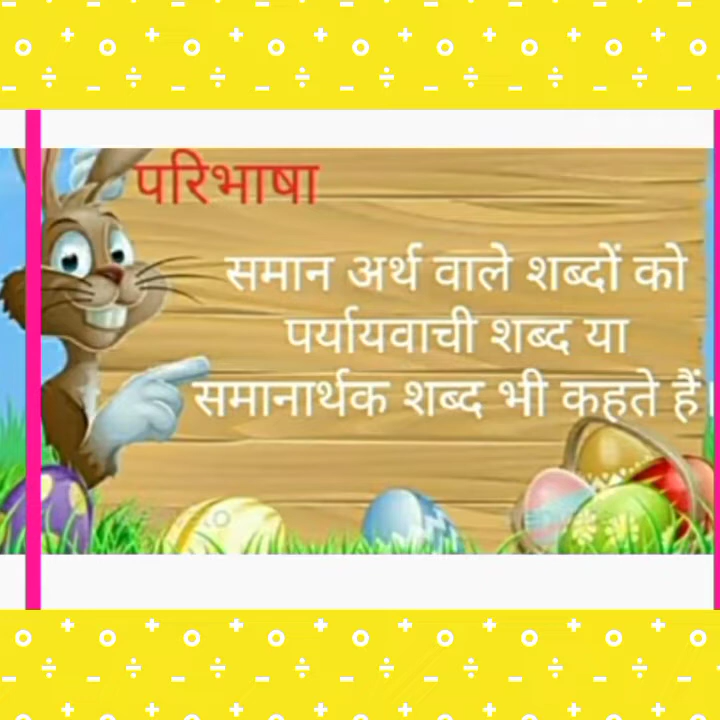 परिभाषा
समान अर्थ वाले शब्दों को
पर्यायवाची शब्द या
समानार्थक शब्द भी कहते हैं।